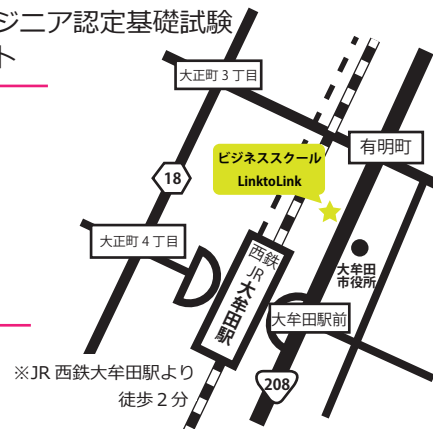 ジニア認定基礎試験
ト
大正町3丁目
有明町
ビジネススクール
LinktoLink
18
大正町4丁目
西鉄
JR
大牟田駅
大牟田
市役所
大牟田駅前
208
※JR 西鉄大牟田駅より
徒歩2分